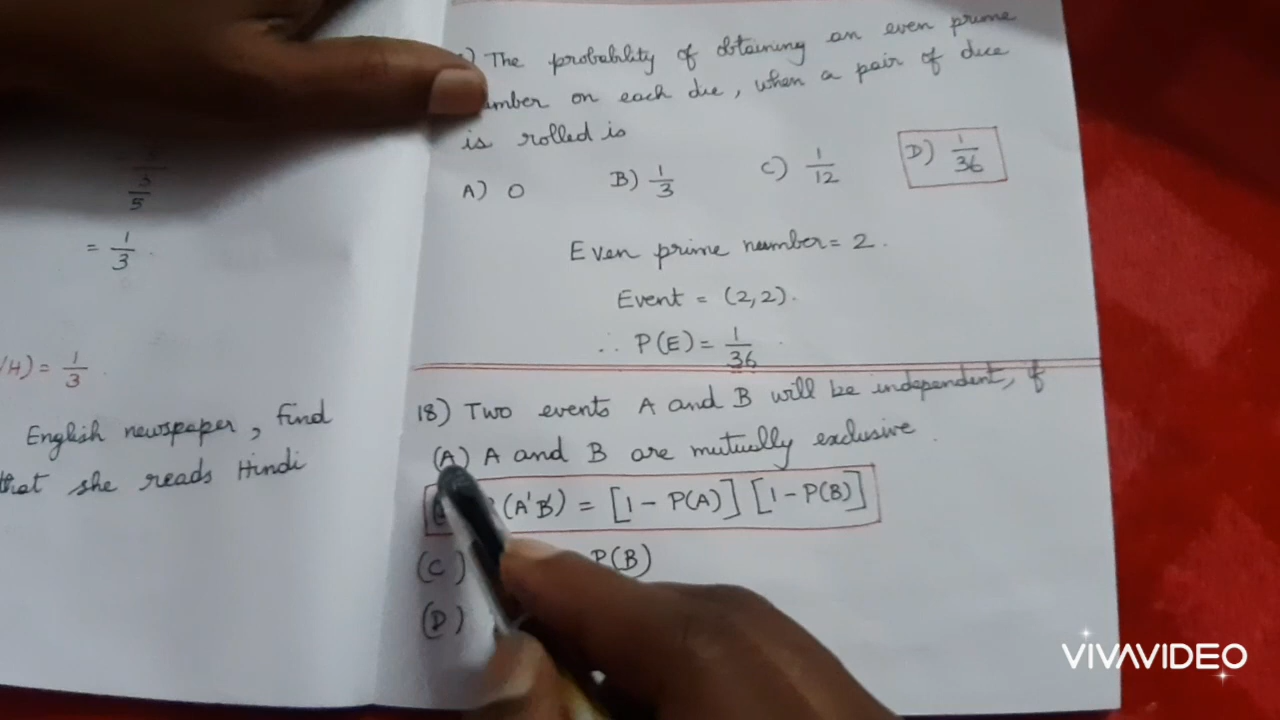 3
5
= 1/3
/H) = 1/3
English newspaper, find
that she reads Hindi
) The probability of obtaining an even prime
umber on each die, when a pair of dice
is rolled is
A) 0 B) 1/3 C) 1/12 D) 1/36
Even prime number = 2.
Event = (2,2).
∴ P(E) = 1/36
18) Two events A and B will be independent, if
(A) A and B are mutually exclusive.
(A'B') = [1 - P(A)] [1 - P(B)]
(C) P(B)
(D)
VIVAVIDEO